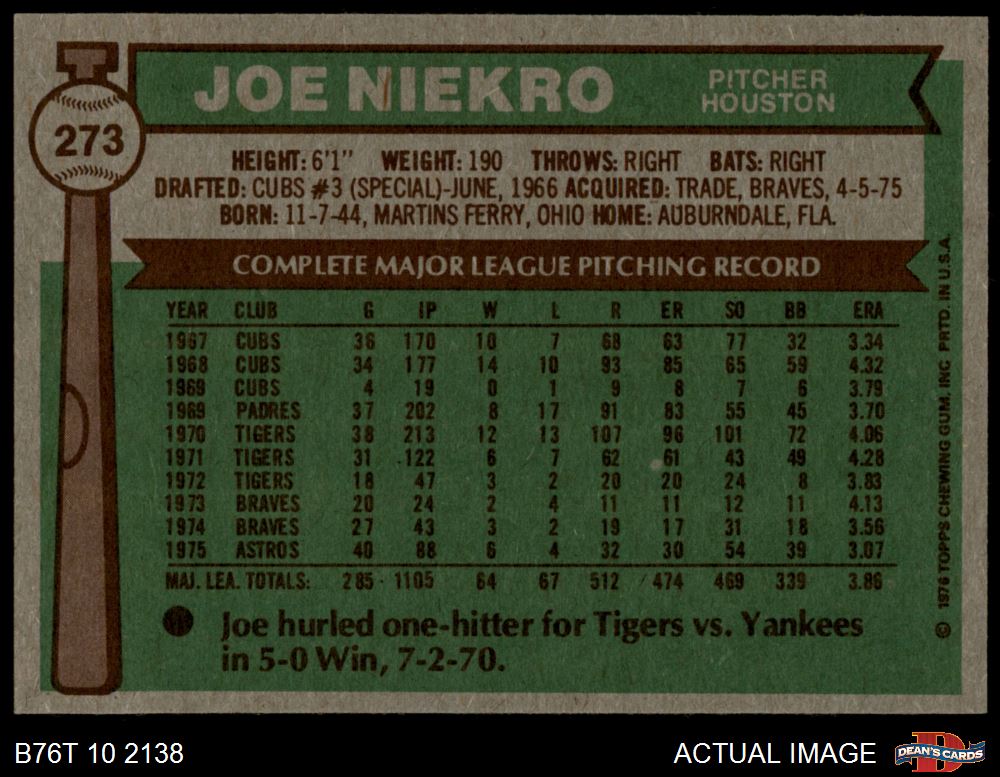 JOE NIEKRO
PITCHER
HOUSTON
273
HEIGHT: 6'1" WEIGHT: 190 THROWS: RIGHT BATS: RIGHT
DRAFTED: CUBS #3 (SPECIAL)-JUNE, 1966 ACQUIRED: TRADE, BRAVES, 4-5-75
BORN: 11-7-44, MARTINS FERRY, OHIO HOME: AUBURNDALE, FLA.
COMPLETE MAJOR LEAGUE PITCHING RECORD
YEAR CLUB G IP W L R ER SO BB ERA
1967 CUBS 36 170 10 7 68 63 77 32 3.34
1968 CUBS 34 177 14 10 93 85 65 59 4.32
1969 CUBS 4 19 0 1 9 8 7 6 3.79
1969 PADRES 37 202 8 17 91 83 55 45 3.70
1970 TIGERS 38 213 12 13 107 96 101 72 4.06
1971 TIGERS 31 122 6 7 62 61 43 49 4.28
1972 TIGERS 18 47 3 2 20 20 24 8 3.83
1973 BRAVES 20 24 2 4 11 11 12 11 4.13
1974 BRAVES 27 43 3 2 19 17 31 18 3.56
1975 ASTROS 40 88 6 4 32 30 54 39 3.07
MAJ. LEA. TOTALS: 285 1105 64 67 512 474 469 339 3.86
Joe hurled one-hitter for Tigers vs. Yankees
in 5-0 Win, 7-2-70.
© 1976 TOPPS CHEWING GUM, INC. PRTD. IN U.S.A.
B76T 10 2138
ACTUAL IMAGE
D
DEAN'S CARDS